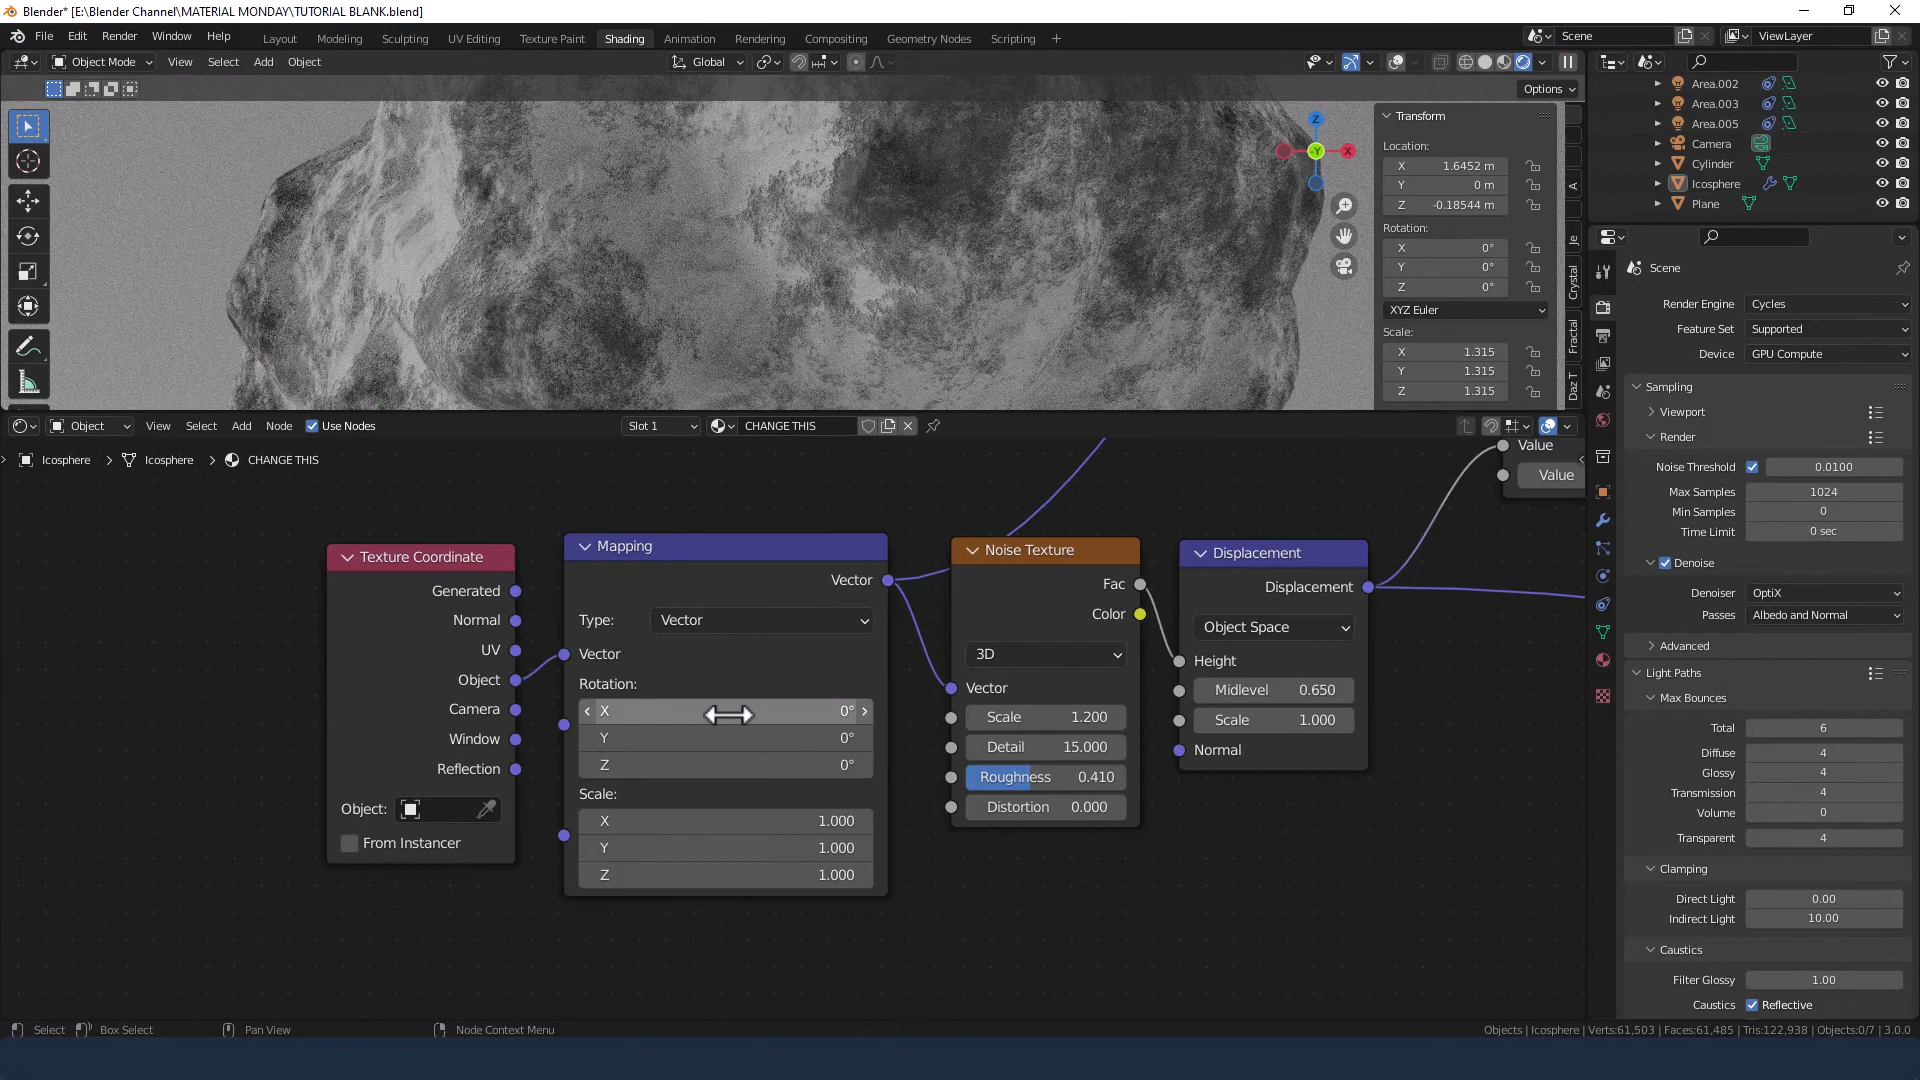 Blender* [E:\Blender Channel\MATERIAL MONDAY\TUTORIAL BLANK.blend]
File Edit Render Window Help Layout Modeling Sculpting UV Editing Texture Paint Shading Animation Rendering Compositing Geometry Nodes Scripting + Scene ViewLayer
Object Mode View Select Add Object Global
Options
Area.002
Area.003
Area.005
Camera
Cylinder
Icosphere
Plane
Z
-Y
X
Transform
Location:
X 1.6452 m
Y 0 m
Z -0.18544 m
Rotation:
X 0°
Y 0°
Z 0°
XYZ Euler
Scale:
X 1.315
Y 1.315
Z 1.315
A
Je
Crystal
Fractal
Daz T
Scene
Render Engine Cycles
Feature Set Supported
Device GPU Compute
Sampling
Viewport
Render
Noise Threshold 0.0100
Max Samples 1024
Min Samples 0
Time Limit 0 sec
Denoise
Denoiser OptiX
Passes Albedo and Normal
Advanced
Light Paths
Max Bounces
Total 6
Diffuse 4
Glossy 4
Transmission 4
Volume 0
Transparent 4
Clamping
Direct Light 0.00
Indirect Light 10.00
Caustics
Filter Glossy 1.00
Caustics Reflective
Object View Select Add Node Use Nodes Slot 1 CHANGE THIS
Icosphere Icosphere CHANGE THIS
Texture Coordinate
Generated
Normal
UV
Object
Camera
Window
Reflection
Object:
From Instancer
Mapping
Vector
Type: Vector
Vector
Rotation:
X 0°
Y 0°
Z 0°
Scale:
X 1.000
Y 1.000
Z 1.000
Noise Texture
Fac
Color
3D
Vector
Scale 1.200
Detail 15.000
Roughness 0.410
Distortion 0.000
Displacement
Displacement
Object Space
Height
Midlevel 0.650
Scale 1.000
Normal
Value
Value
Select Box Select Pan View Node Context Menu Objects | Icosphere | Verts:61,503 | Faces:61,485 | Tris:122,938 | Objects:0/7 | 3.0.0